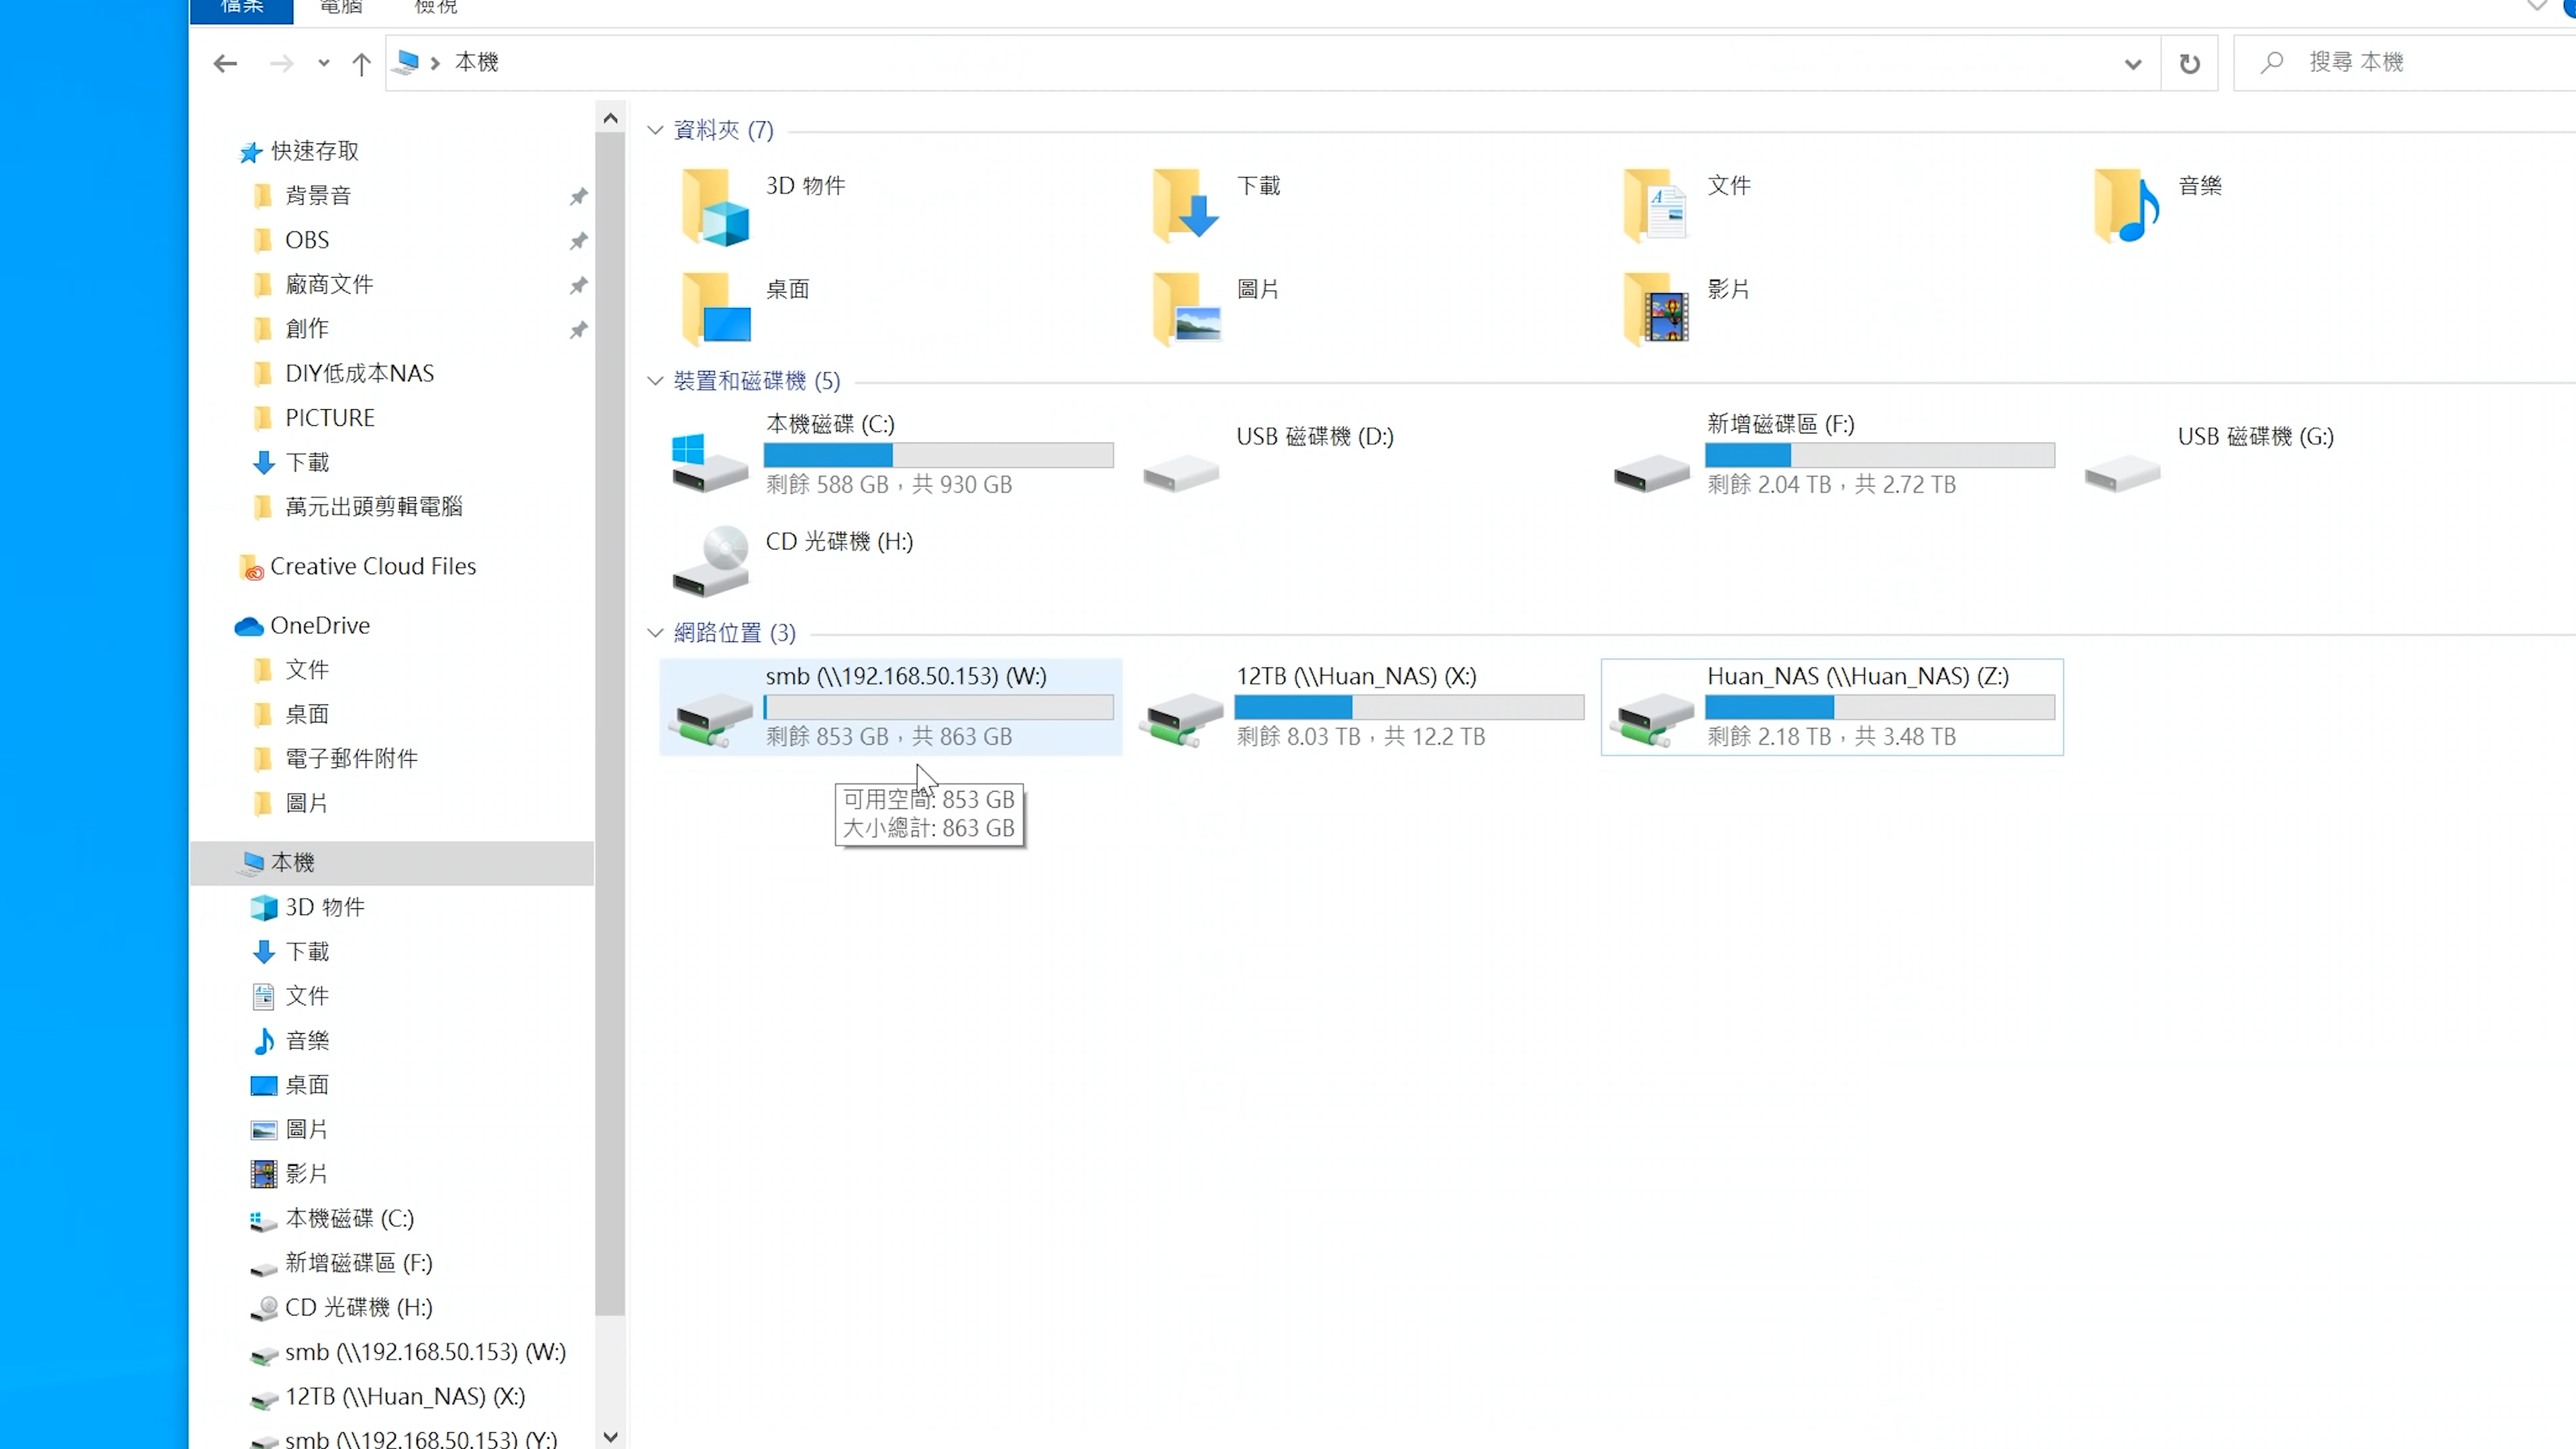 檔案 電腦 檢視
本機
搜尋 本機
快速存取
背景音
OBS
廠商文件
創作
DIY低成本NAS
PICTURE
下載
萬元出頭剪輯電腦
Creative Cloud Files
OneDrive
文件
桌面
電子郵件附件
圖片
本機
3D 物件
下載
文件
音樂
桌面
圖片
影片
本機磁碟 (C:)
新增磁碟區 (F:)
CD 光碟機 (H:)
smb (\\192.168.50.153) (W:)
12TB (\\Huan_NAS) (X:)
smb (\\192.168.50.153) (Y:)
資料夾 (7)
3D 物件
下載
文件
音樂
桌面
圖片
影片
裝置和磁碟機 (5)
本機磁碟 (C:)
剩餘 588 GB，共 930 GB
USB 磁碟機 (D:)
新增磁碟區 (F:)
剩餘 2.04 TB，共 2.72 TB
USB 磁碟機 (G:)
CD 光碟機 (H:)
網路位置 (3)
smb (\\192.168.50.153) (W:)
剩餘 853 GB，共 863 GB
12TB (\\Huan_NAS) (X:)
剩餘 8.03 TB，共 12.2 TB
Huan_NAS (\\Huan_NAS) (Z:)
剩餘 2.18 TB，共 3.48 TB
可用空間: 853 GB
大小總計: 863 GB